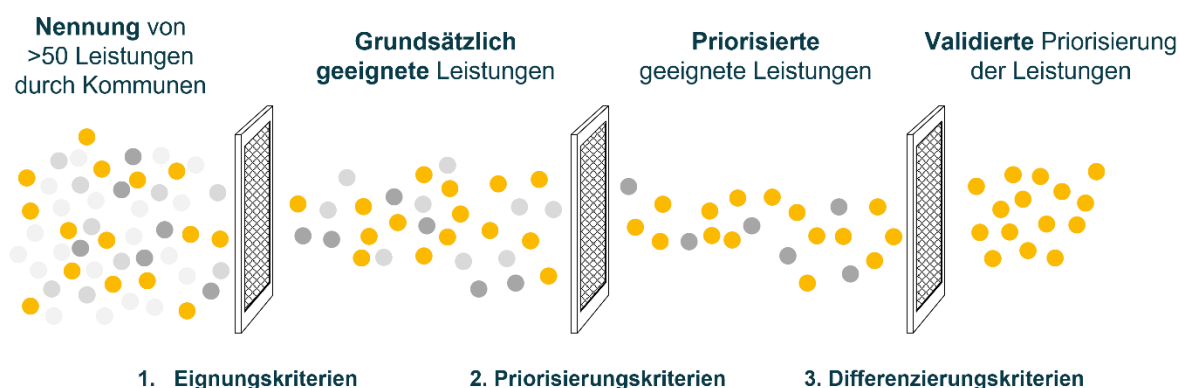 Nennung von
>50 Leistungen
durch Kommunen
Grundsätzlich
geeignete Leistungen
Priorisierte
geeignete Leistungen
Validierte Priorisierung
der Leistungen
1. Eignungskriterien
2. Priorisierungskriterien
3. Differenzierungskriterien